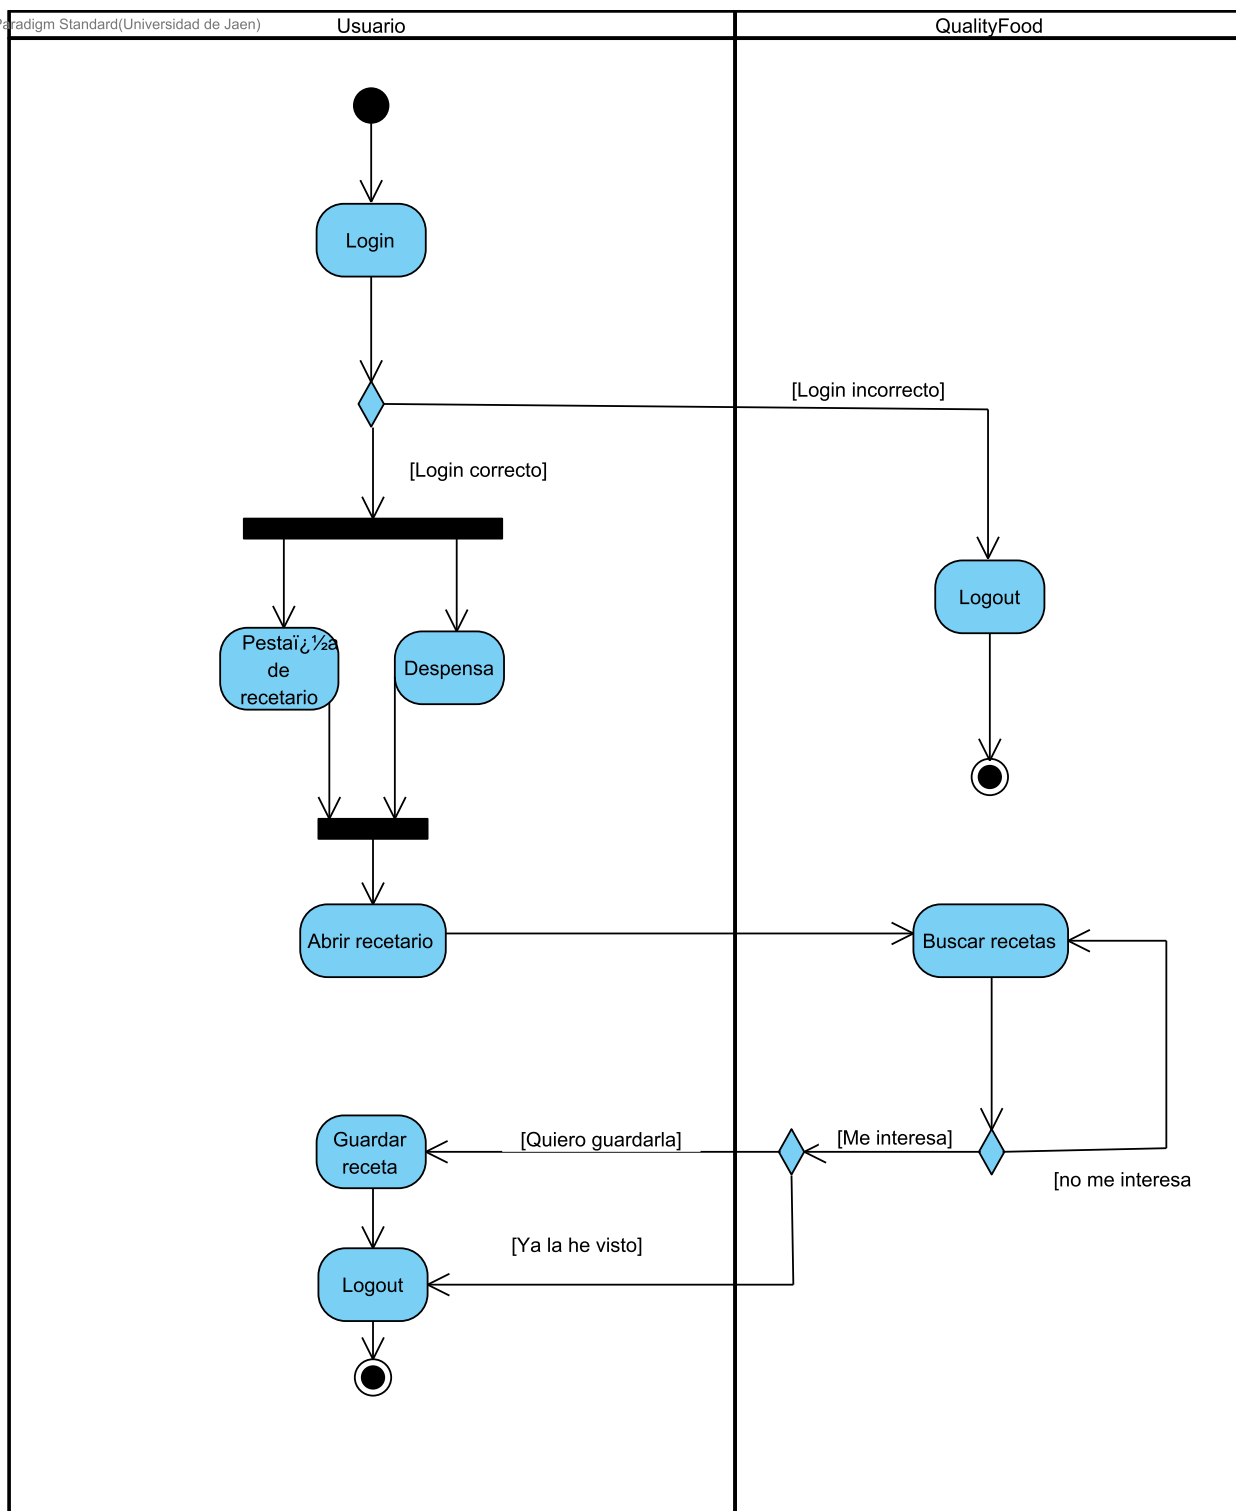 Paradigm Standard(Universidad de Jaen)
Usuario
QualityFood
Login
[Login incorrecto]
[Login correcto]
Logout
Pestaï¿½a
de
recetario
Despensa
Abrir recetario
Buscar recetas
Guardar
receta
[Quiero guardarla]
[Me interesa]
[no me interesa
[Ya la he visto]
Logout